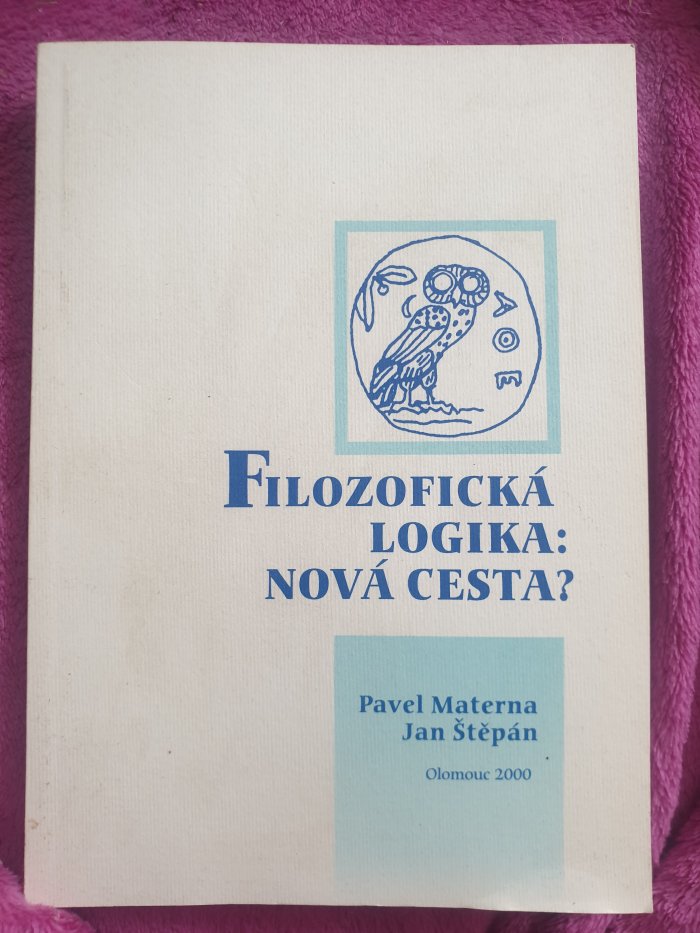 FILOZOFICKÁ
LOGIKA:
NOVÁ CESTA?
Pavel Materna
Jan Štěpán
Olomouc 2000